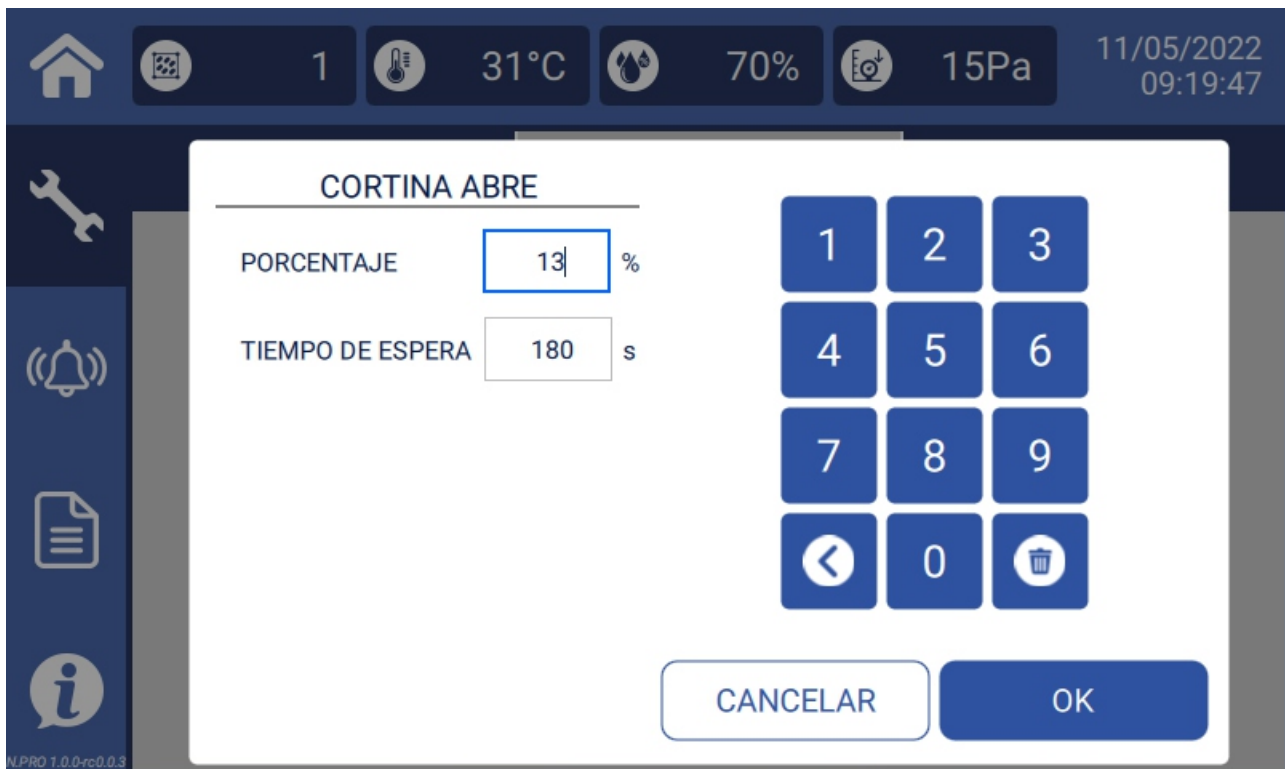 1
31°C
70%
15Pa
11/05/2022
09:19:47
CORTINA ABRE
PORCENTAJE 13 %
TIEMPO DE ESPERA 180 s
1 2 3
4 5 6
7 8 9
0
CANCELAR OK
N.PRO 1.0.0-rc0.0.3